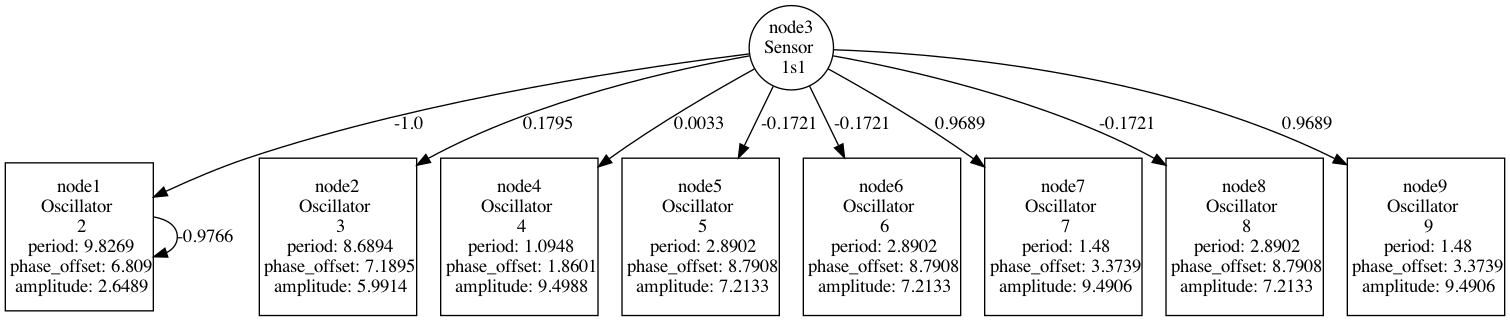 node3
Sensor
1s1
-1.0
0.1795
0.0033
-0.1721
-0.1721
0.9689
-0.1721
0.9689
node1
Oscillator
2
period: 9.8269
phase_offset: 6.809
amplitude: 2.6489
-0.9766
node2
Oscillator
3
period: 8.6894
phase_offset: 7.1895
amplitude: 5.9914
node4
Oscillator
4
period: 1.0948
phase_offset: 1.8601
amplitude: 9.4988
node5
Oscillator
5
period: 2.8902
phase_offset: 8.7908
amplitude: 7.2133
node6
Oscillator
6
period: 2.8902
phase_offset: 8.7908
amplitude: 7.2133
node7
Oscillator
7
period: 1.48
phase_offset: 3.3739
amplitude: 9.4906
node8
Oscillator
8
period: 2.8902
phase_offset: 8.7908
amplitude: 7.2133
node9
Oscillator
9
period: 1.48
phase_offset: 3.3739
amplitude: 9.4906